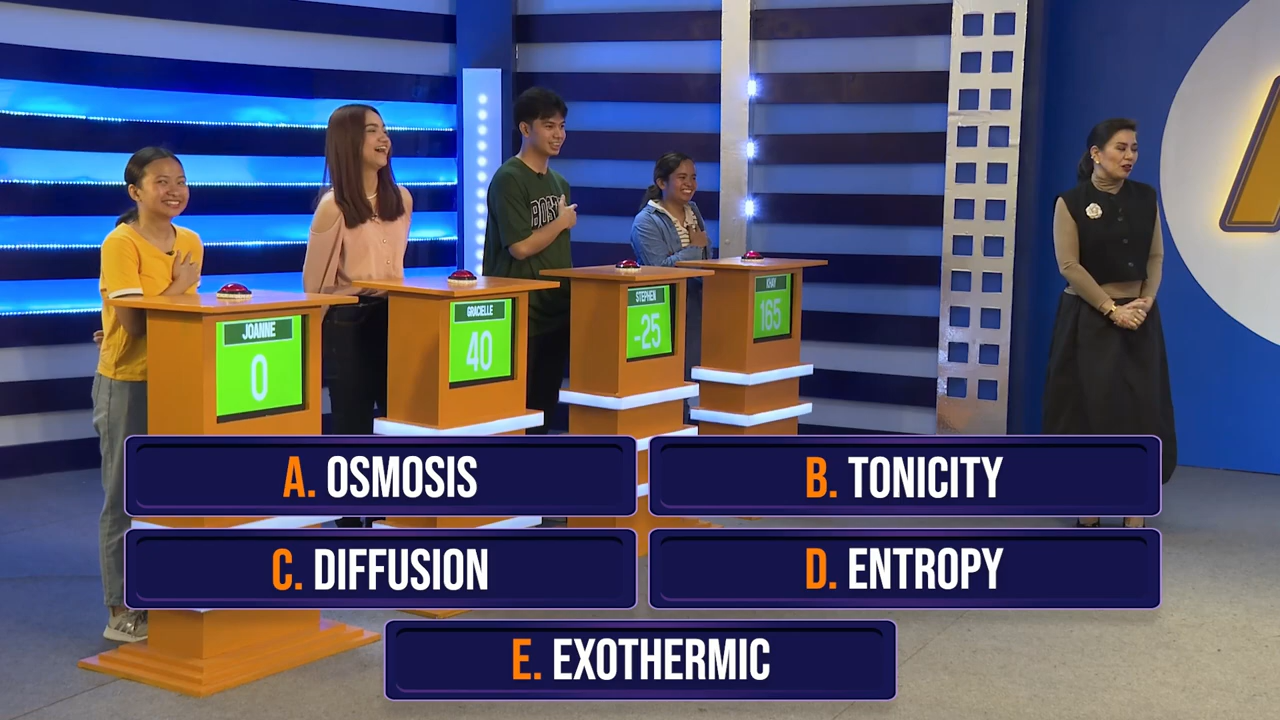 JOANNE
0
GRACIELLE
40
STEPHEN
-25
KHAY
165
A. OSMOSIS
B. TONICITY
C. DIFFUSION
D. ENTROPY
E. EXOTHERMIC